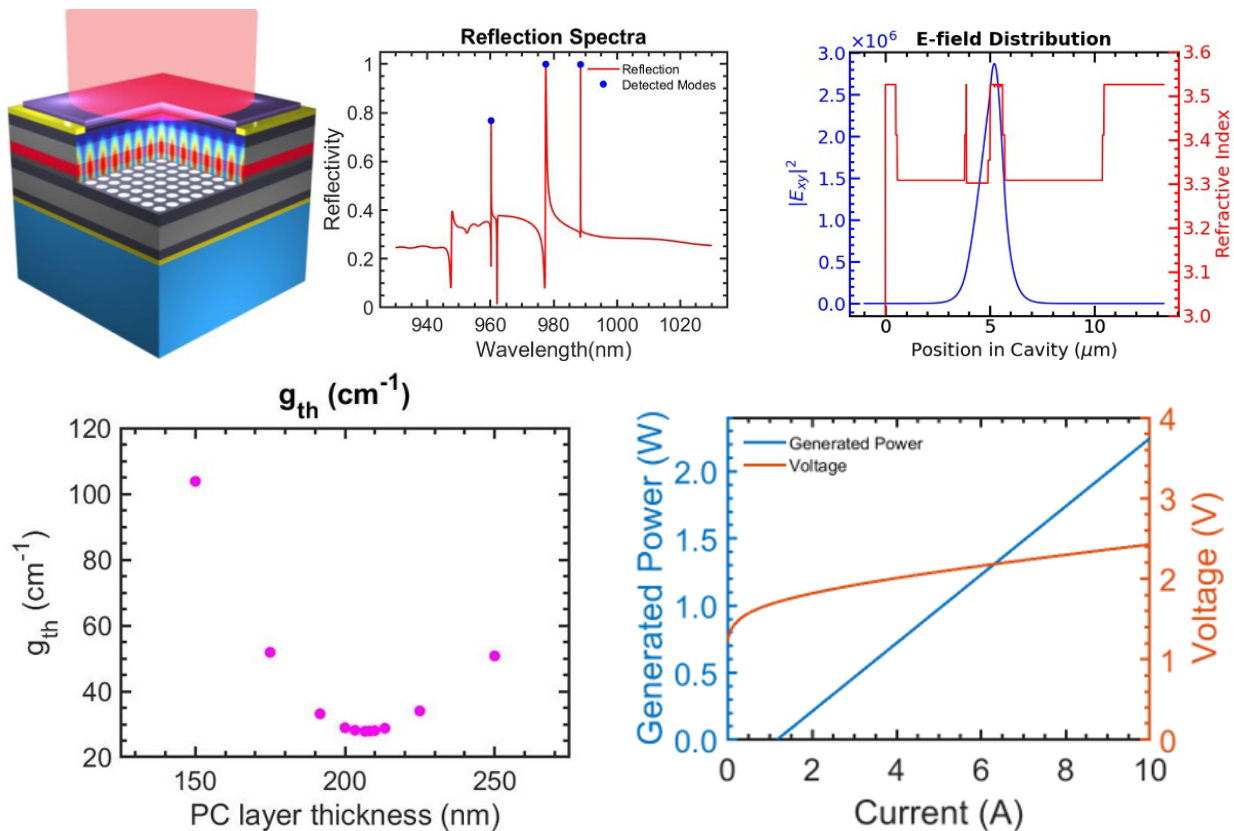 Reflection Spectra
Reflection
Detected Modes
Reflectivity
1
0.8
0.6
0.4
0.2
0
940 960 980 1000 1020
Wavelength(nm)
×10⁶
E-field Distribution
|E_xy|²
3.0
2.5
2.0
1.5
1.0
0.5
0.0
0 5 10
Position in Cavity (μm)
3.6
3.5
3.4
3.3
3.2
3.1
3.0
Refractive Index
g_th (cm⁻¹)
g_th (cm⁻¹)
120
100
80
60
40
20
150 200 250
PC layer thickness (nm)
Generated Power
Voltage
Generated Power (W)
2.0
1.5
1.0
0.5
0.0
0 2 4 6 8 10
Current (A)
4
3
2
1
0
Voltage (V)